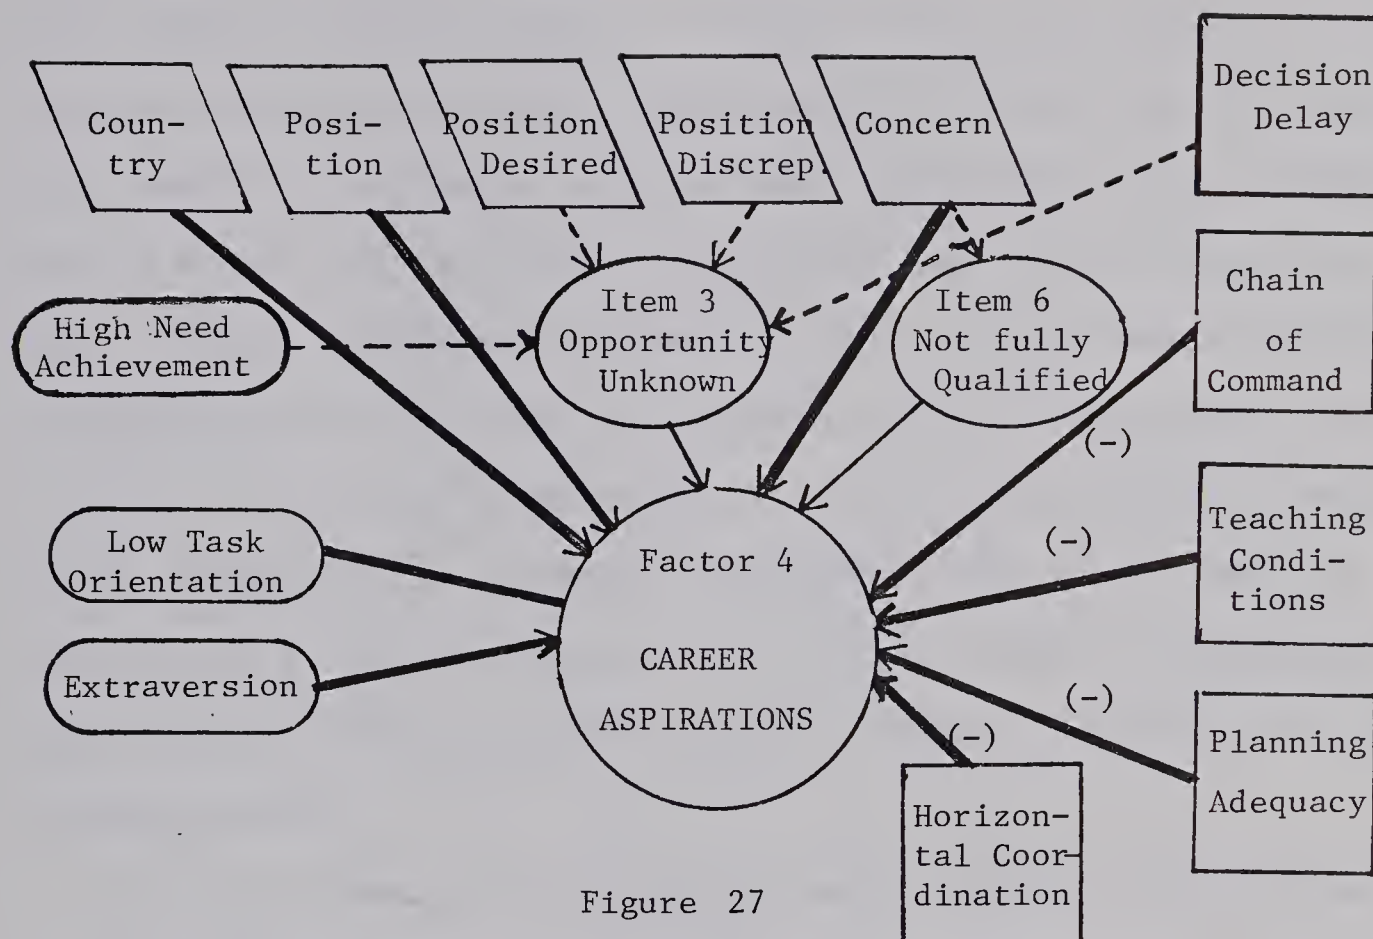 Coun-
try
Posi-
tion
Position
Desired
Position
Discrep.
Concern
Decision
Delay
High Need
Achievement
Item 3
Opportunity
Unknown
Item 6
Not fully
Qualified
Chain
of
Command
(-)
Low Task
Orientation
Factor 4
CAREER
ASPIRATIONS
(-)
Teaching
Condi-
tions
Extraversion
(-)
Planning
Adequacy
(-)
Horizon-
tal Coor-
dination
Figure 27